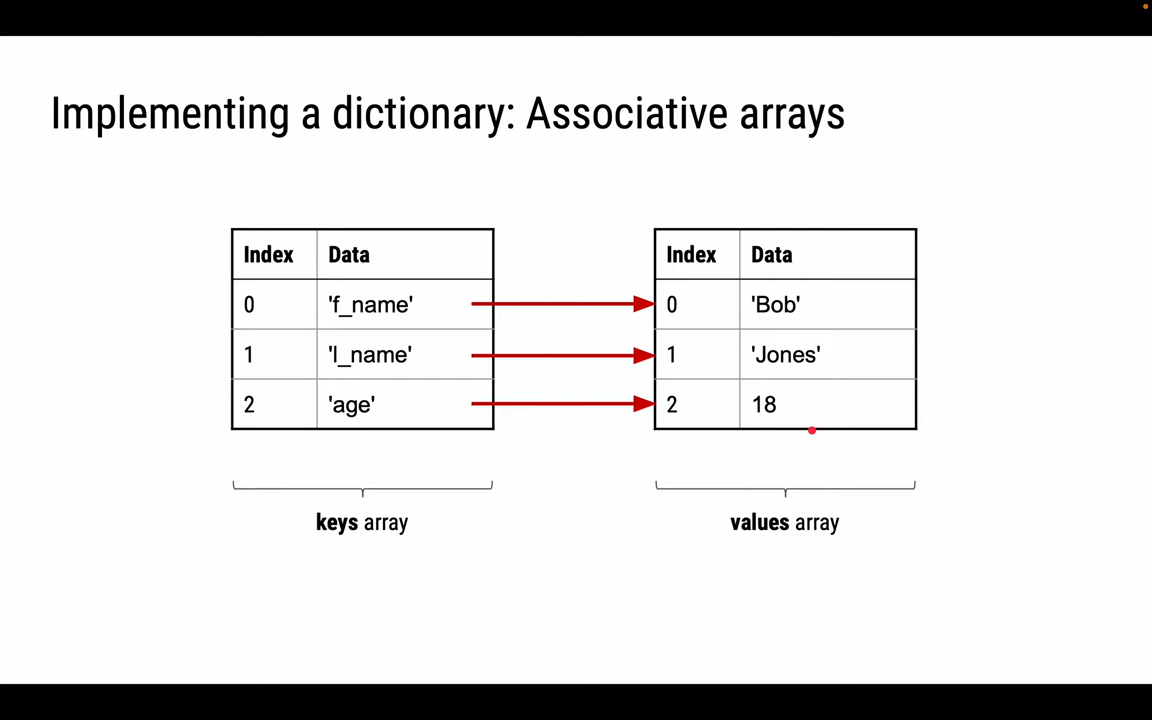 Implementing a dictionary: Associative arrays
Index Data
0 'f_name'
1 'l_name'
2 'age'
keys array
Index Data
0 'Bob'
1 'Jones'
2 18
values array